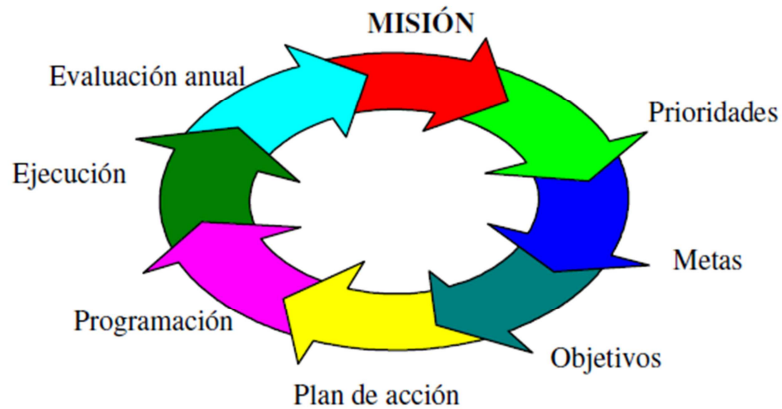 MISIÓN
Prioridades
Metas
Objetivos
Plan de acción
Programación
Ejecución
Evaluación anual